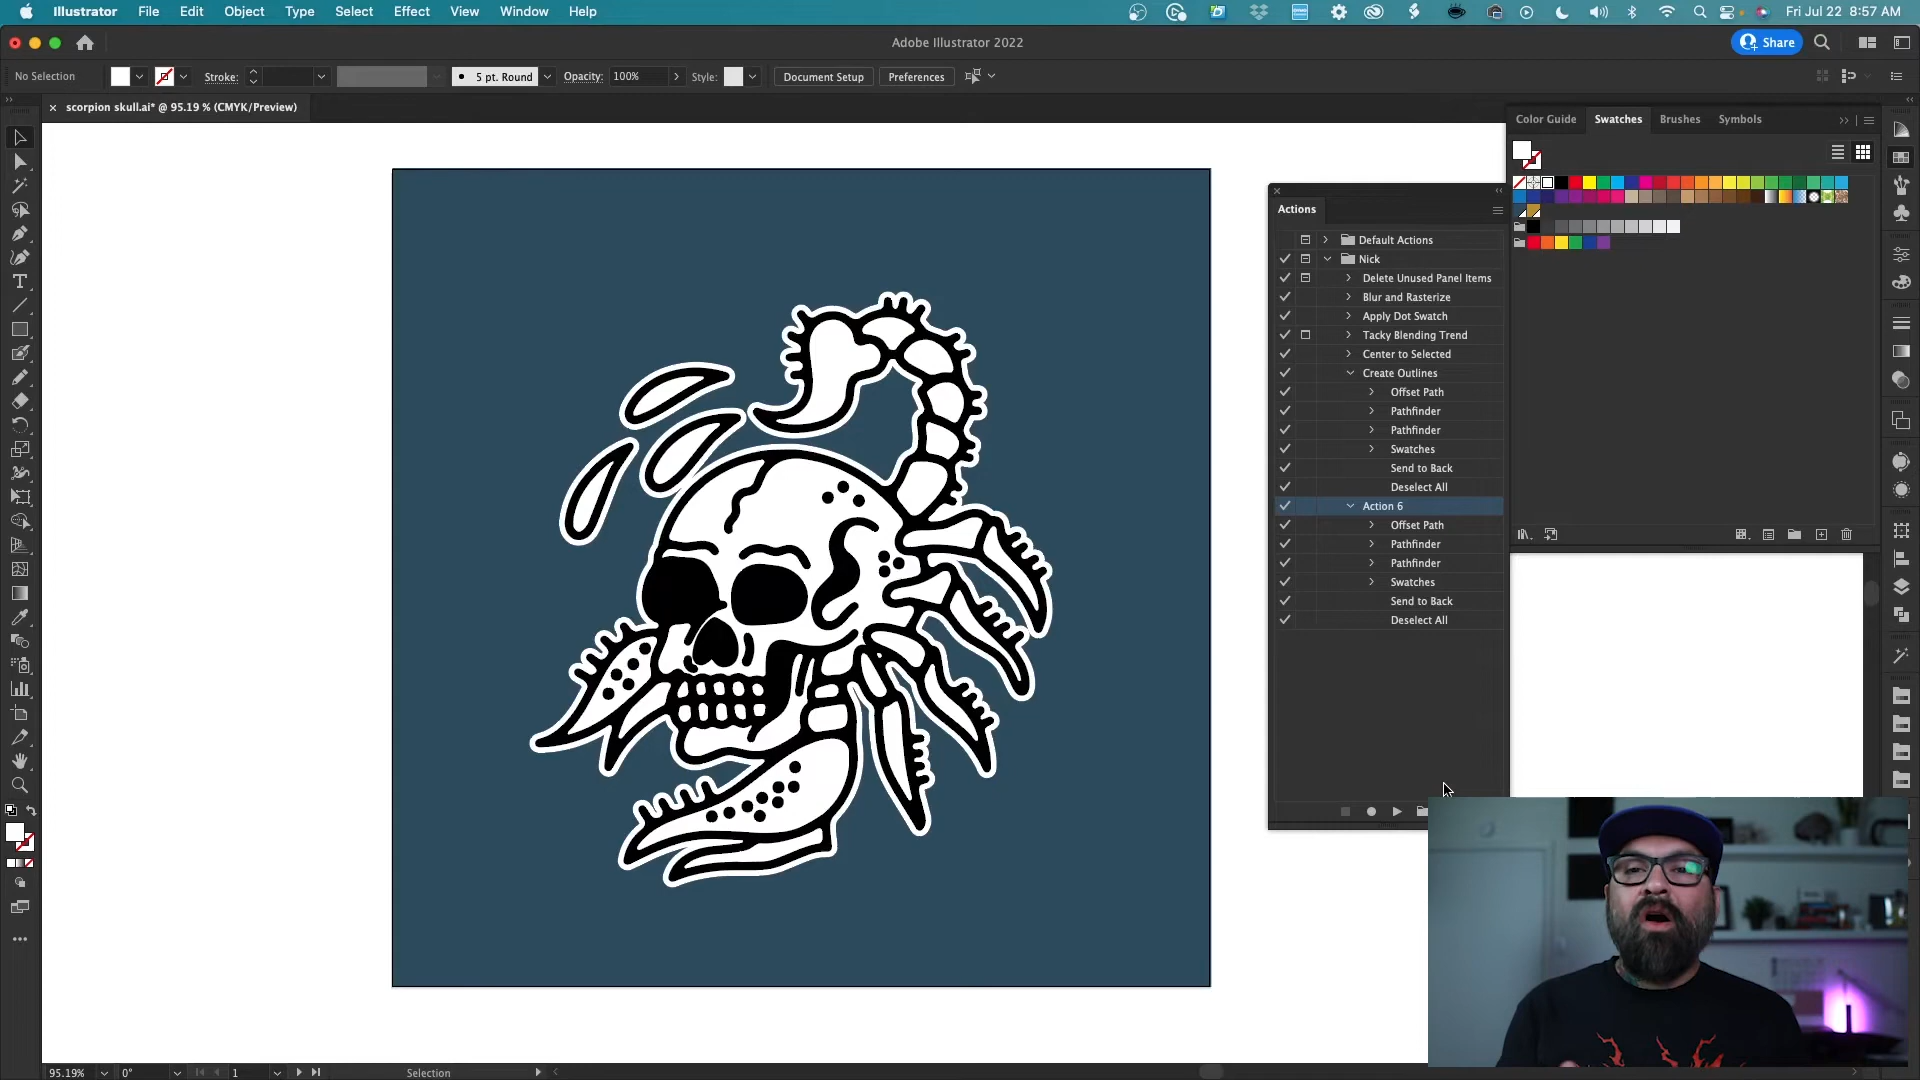 Illustrator File Edit Object Type Select Effect View Window Help Fri Jul 22 8:57 AM
Adobe Illustrator 2022 Share
No Selection Stroke: 5 pt. Round Opacity: 100% Style: Document Setup Preferences
× scorpion skull.ai* @ 95.19 % (CMYK/Preview)
Color Guide Swatches Brushes Symbols
Actions
Default Actions
Nick
Delete Unused Panel Items
Blur and Rasterize
Apply Dot Swatch
Tacky Blending Trend
Center to Selected
Create Outlines
Offset Path
Pathfinder
Pathfinder
Swatches
Send to Back
Deselect All
Action 6
Offset Path
Pathfinder
Pathfinder
Swatches
Send to Back
Deselect All
95.19% 0° 1 Selection